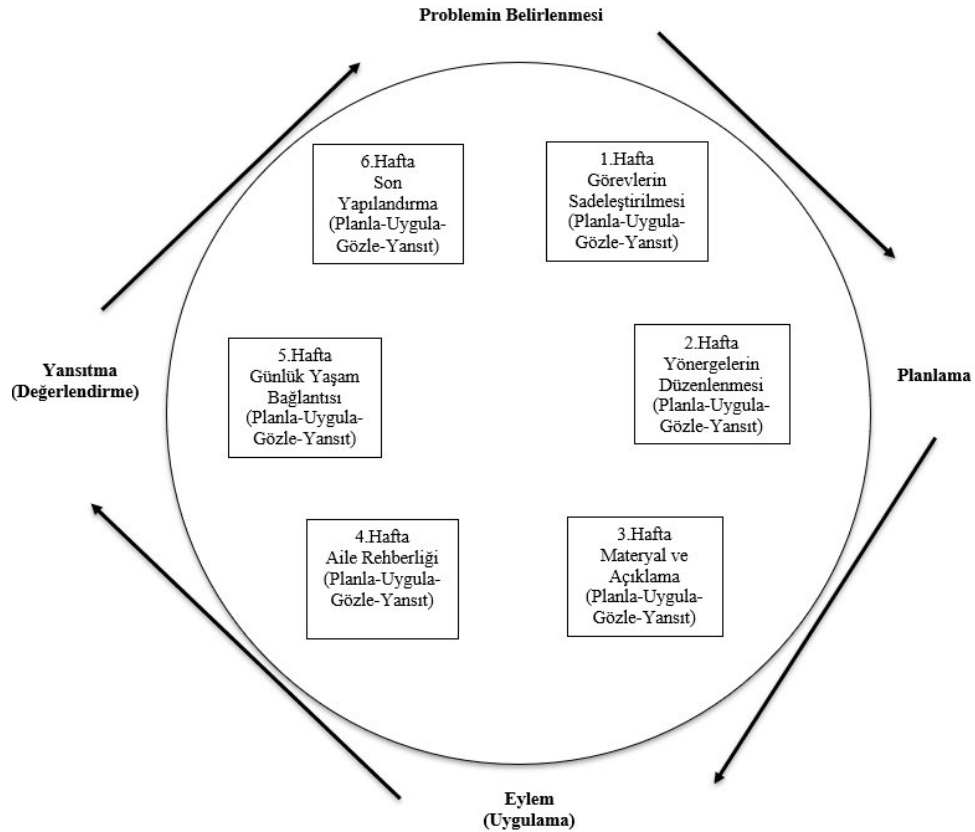 Problemin Belirlenmesi
6.Hafta
Son
Yapılandırma
(Planla-Uygula-
Gözle-Yansıt)
1.Hafta
Görevlerin
Sadeleştirilmesi
(Planla-Uygula-
Gözle-Yansıt)
Yansıtma
(Değerlendirme)
5.Hafta
Günlük Yaşam
Bağlantısı
(Planla-Uygula-
Gözle-Yansıt)
2.Hafta
Yönergelerin
Düzenlenmesi
(Planla-Uygula-
Gözle-Yansıt)
Planlama
4.Hafta
Aile Rehberliği
(Planla-Uygula-
Gözle-Yansıt)
3.Hafta
Materyal ve
Açıklama
(Planla-Uygula-
Gözle-Yansıt)
Eylem
(Uygulama)